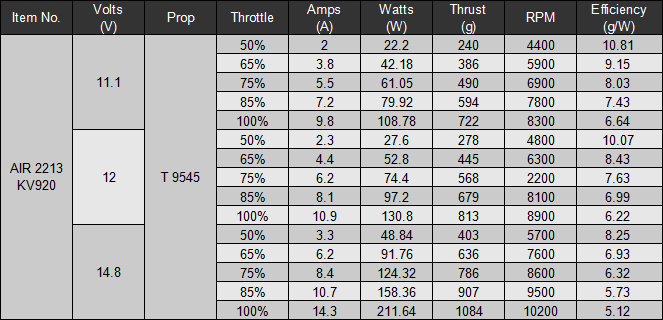 Item No. Volts (V) Prop Throttle Amps (A) Watts (W) Thrust (g) RPM Efficiency (g/W)
AIR 2213 KV920 11.1 T 9545 50% 2 22.2 240 4400 10.81
65% 3.8 42.18 386 5900 9.15
75% 5.5 61.05 490 6900 8.03
85% 7.2 79.92 594 7800 7.43
100% 9.8 108.78 722 8300 6.64
12 50% 2.3 27.6 278 4800 10.07
65% 4.4 52.8 445 6300 8.43
75% 6.2 74.4 568 2200 7.63
85% 8.1 97.2 679 8100 6.99
100% 10.9 130.8 813 8900 6.22
14.8 50% 3.3 48.84 403 5700 8.25
65% 6.2 91.76 636 7600 6.93
75% 8.4 124.32 786 8600 6.32
85% 10.7 158.36 907 9500 5.73
100% 14.3 211.64 1084 10200 5.12